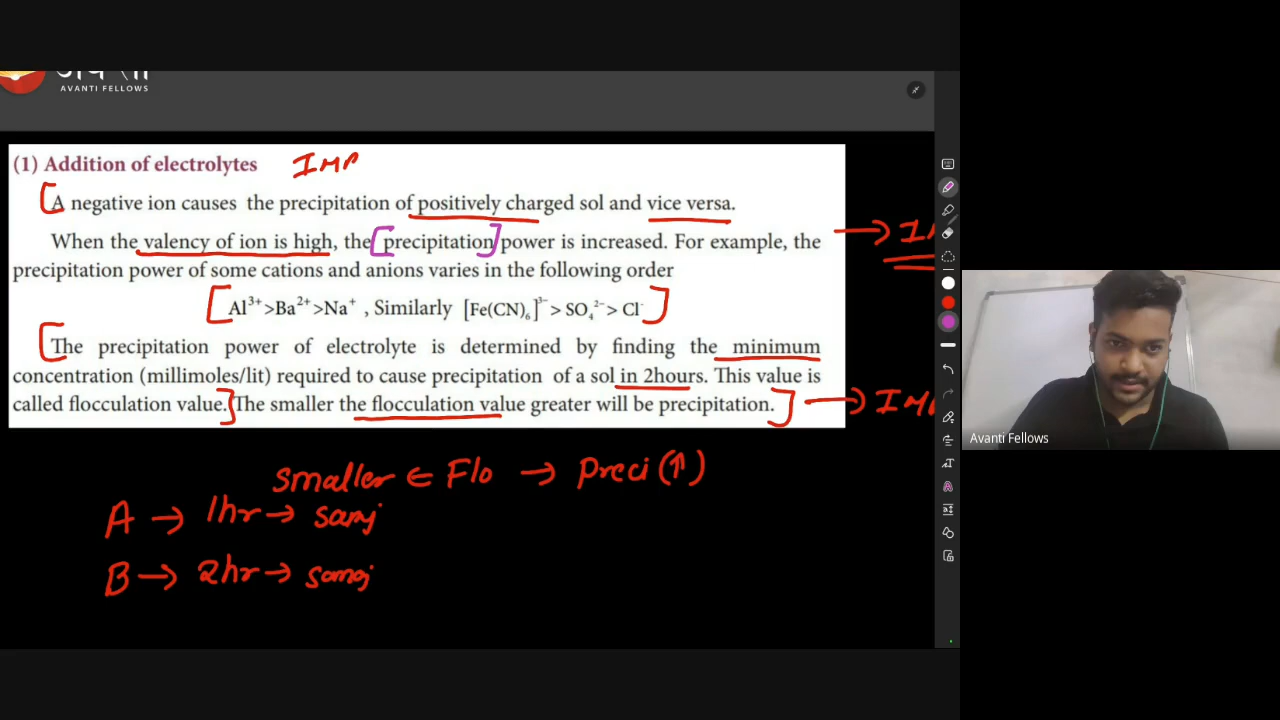 AVANTI FELLOWS
(1) Addition of electrolytes IMP
A negative ion causes the precipitation of positively charged sol and vice versa.
When the valency of ion is high, the precipitation power is increased. For example, the
precipitation power of some cations and anions varies in the following order
Al³⁺>Ba²⁺>Na⁺ , Similarly [Fe(CN)₆]³⁻ > SO₄²⁻ > Cl⁻
The precipitation power of electrolyte is determined by finding the minimum
concentration (millimoles/lit) required to cause precipitation of a sol in 2hours. This value is
called flocculation value. The smaller the flocculation value greater will be precipitation.
smaller ∈ Flo → Preci (↑)
A → 1hr → samj
B → 2hr → samj
Avanti Fellows